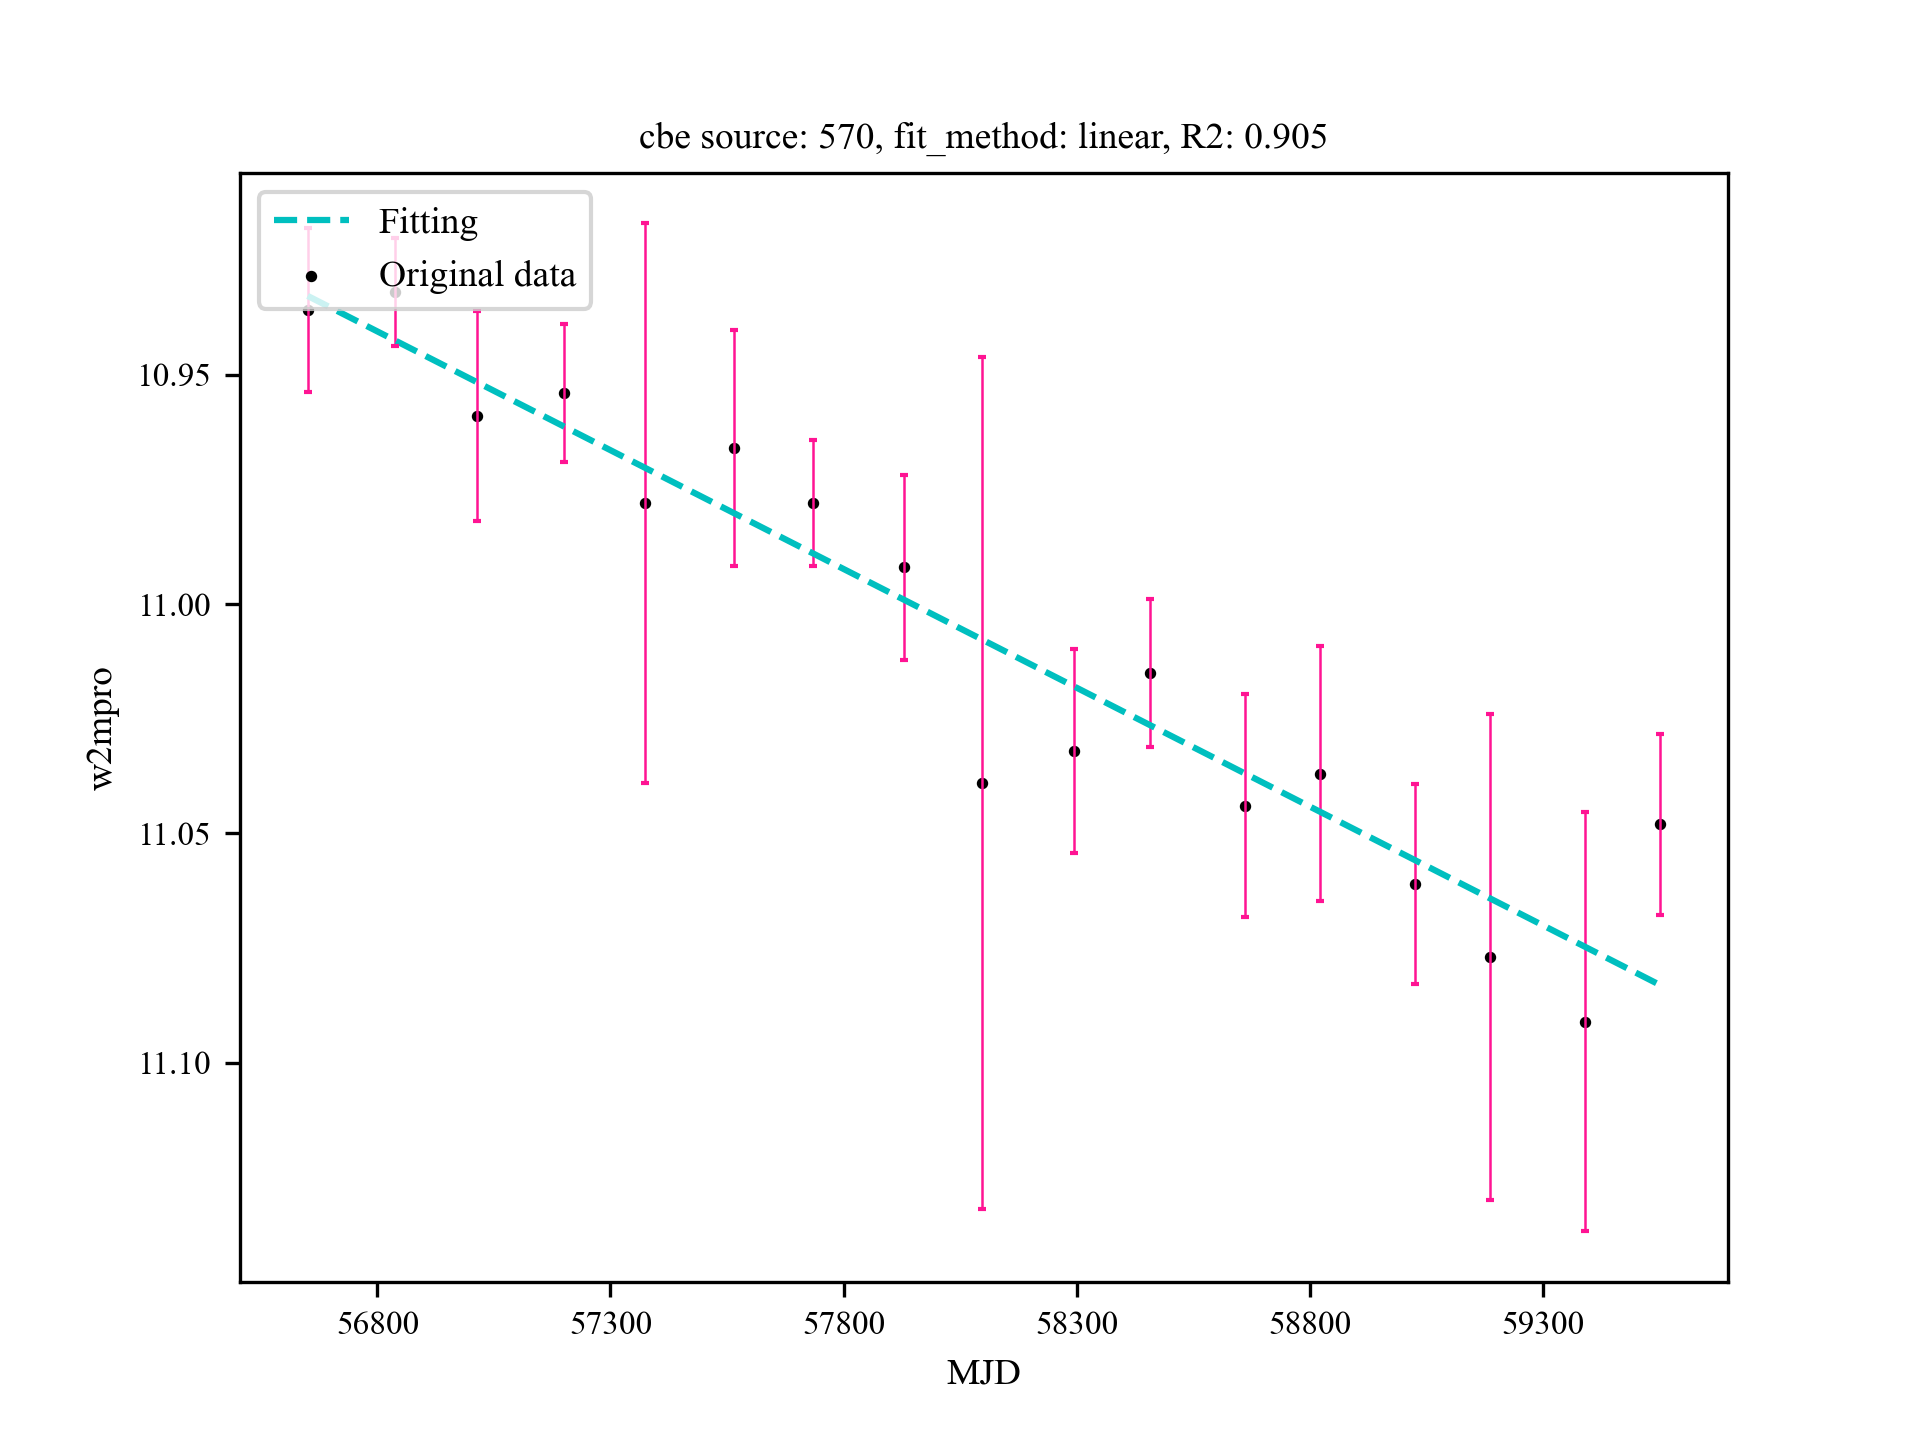 cbe source: 570, fit_method: linear, R2: 0.905
Fitting
Original data
10.95
11.00
11.05
11.10
w2mpro
56800 57300 57800 58300 58800 59300
MJD